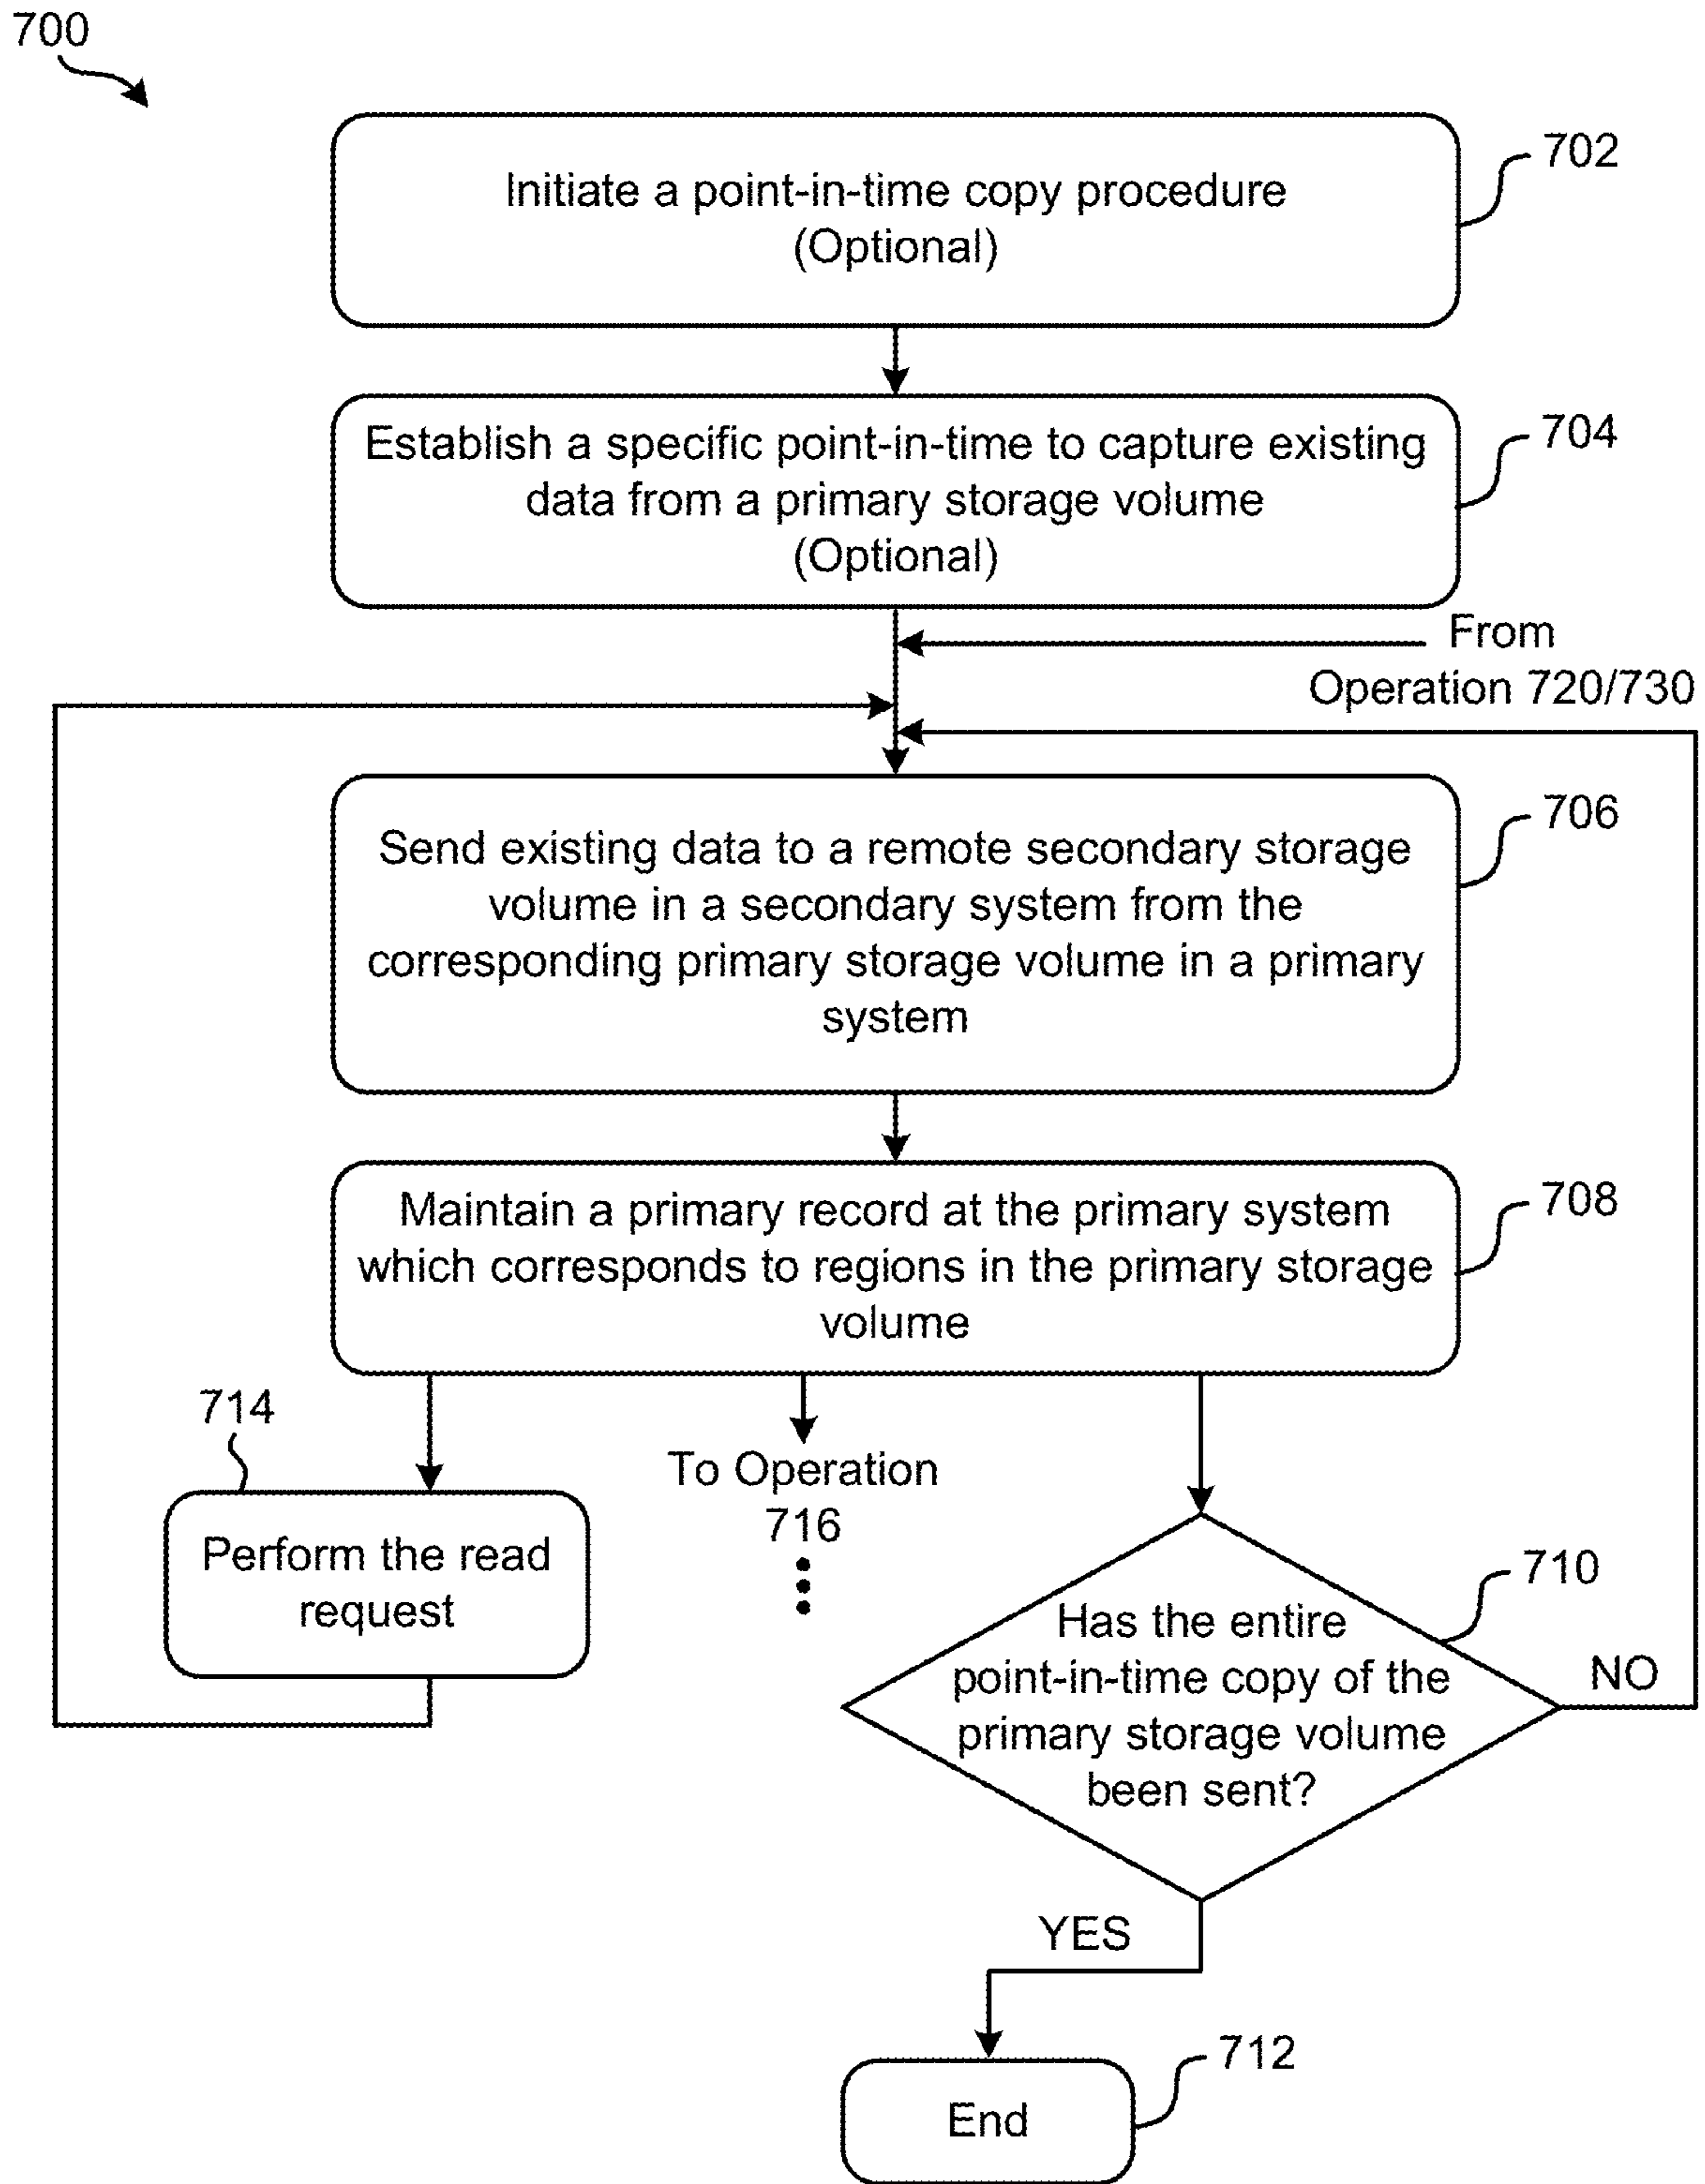 700
Initiate a point-in-time copy procedure
(Optional)
702
Establish a specific point-in-time to capture existing
data from a primary storage volume
(Optional)
704
From
Operation 720/730
Send existing data to a remote secondary storage
volume in a secondary system from the
corresponding primary storage volume in a primary
system
706
Maintain a primary record at the primary system
which corresponds to regions in the primary storage
volume
708
714
Perform the read
request
To Operation
716
710
Has the entire
point-in-time copy of the
primary storage volume
been sent?
NO
YES
End
712